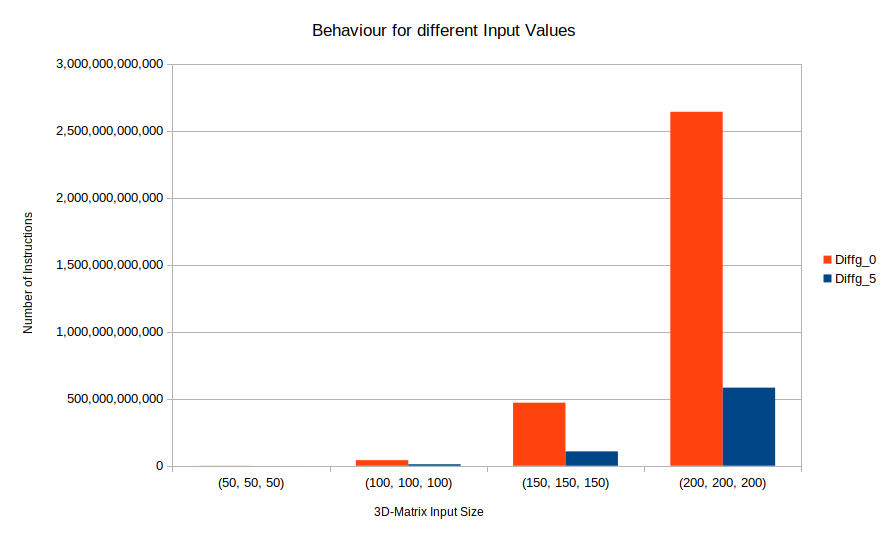 Behaviour for different Input Values
3,000,000,000,000
2,500,000,000,000
2,000,000,000,000
1,500,000,000,000
1,000,000,000,000
500,000,000,000
0
Number of Instructions
(50, 50, 50)
(100, 100, 100)
(150, 150, 150)
(200, 200, 200)
3D-Matrix Input Size
Diffg_0
Diffg_5